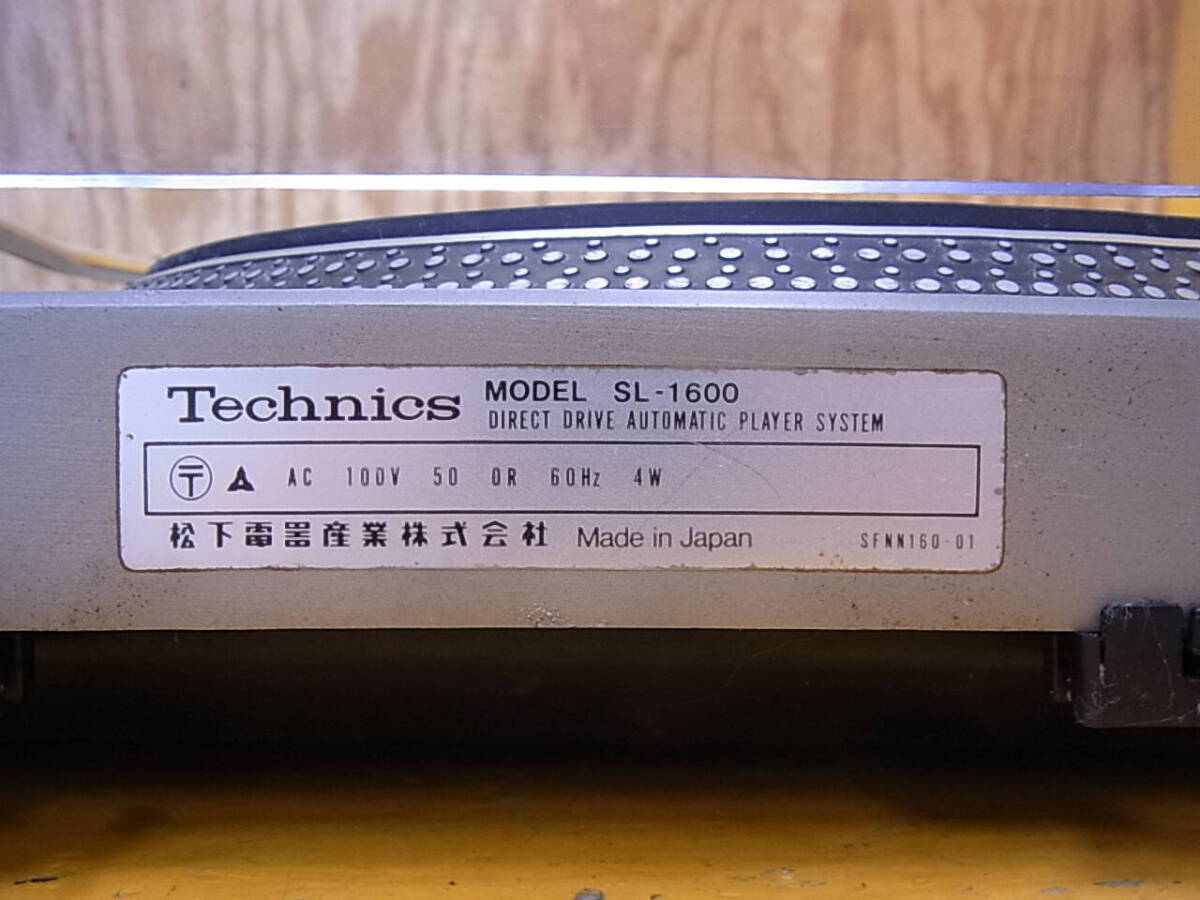 Technics MODEL SL-1600
DIRECT DRIVE AUTOMATIC PLAYER SYSTEM
〒 AC 100V 50 OR 60Hz 4W
松下電器産業株式会社 Made in Japan SFNN160-01